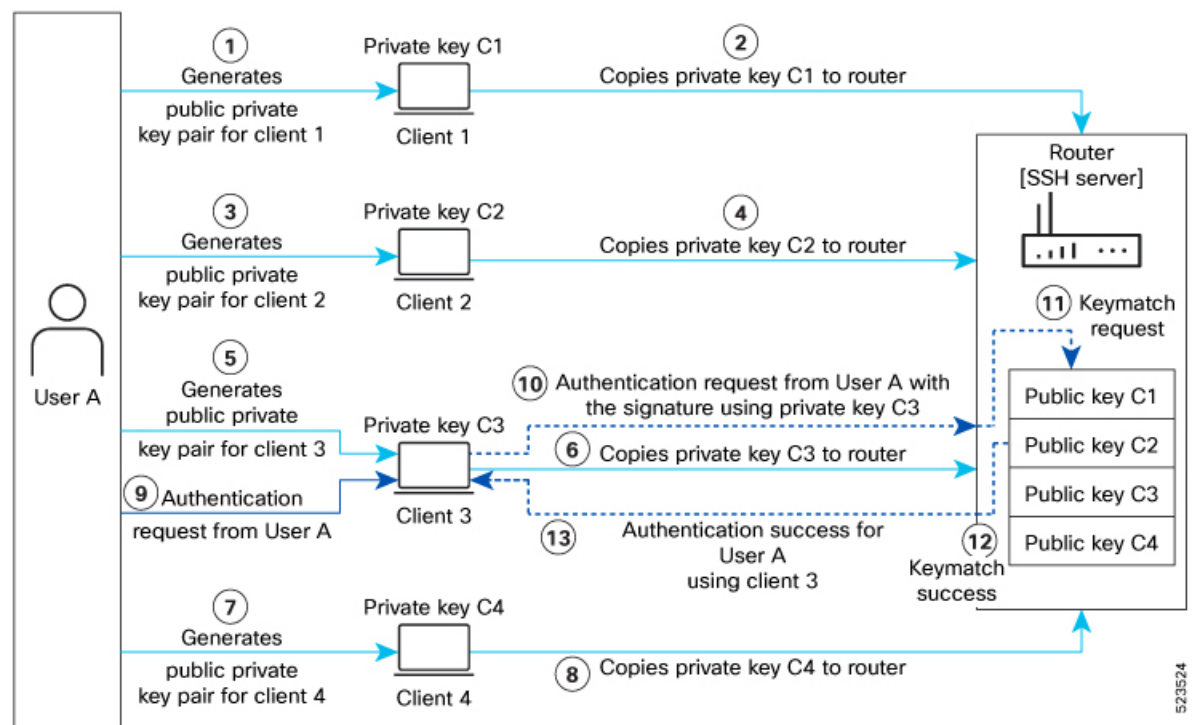 1
Generates
public private
key pair for client 1
Private key C1
Client 1
2
Copies private key C1 to router
Router
[SSH server]
3
Generates
public private
key pair for client 2
Private key C2
Client 2
4
Copies private key C2 to router
User A
5
Generates
public private
key pair for client 3
Private key C3
Client 3
10 Authentication request from User A with
the signature using private key C3
6 Copies private key C3 to router
11 Keymatch
request
Public key C1
Public key C2
Public key C3
Public key C4
9 Authentication
request from User A
13
Authentication success for
User A
using client 3
12
Keymatch
success
7
Generates
public private
key pair for client 4
Private key C4
Client 4
8 Copies private key C4 to router
523524